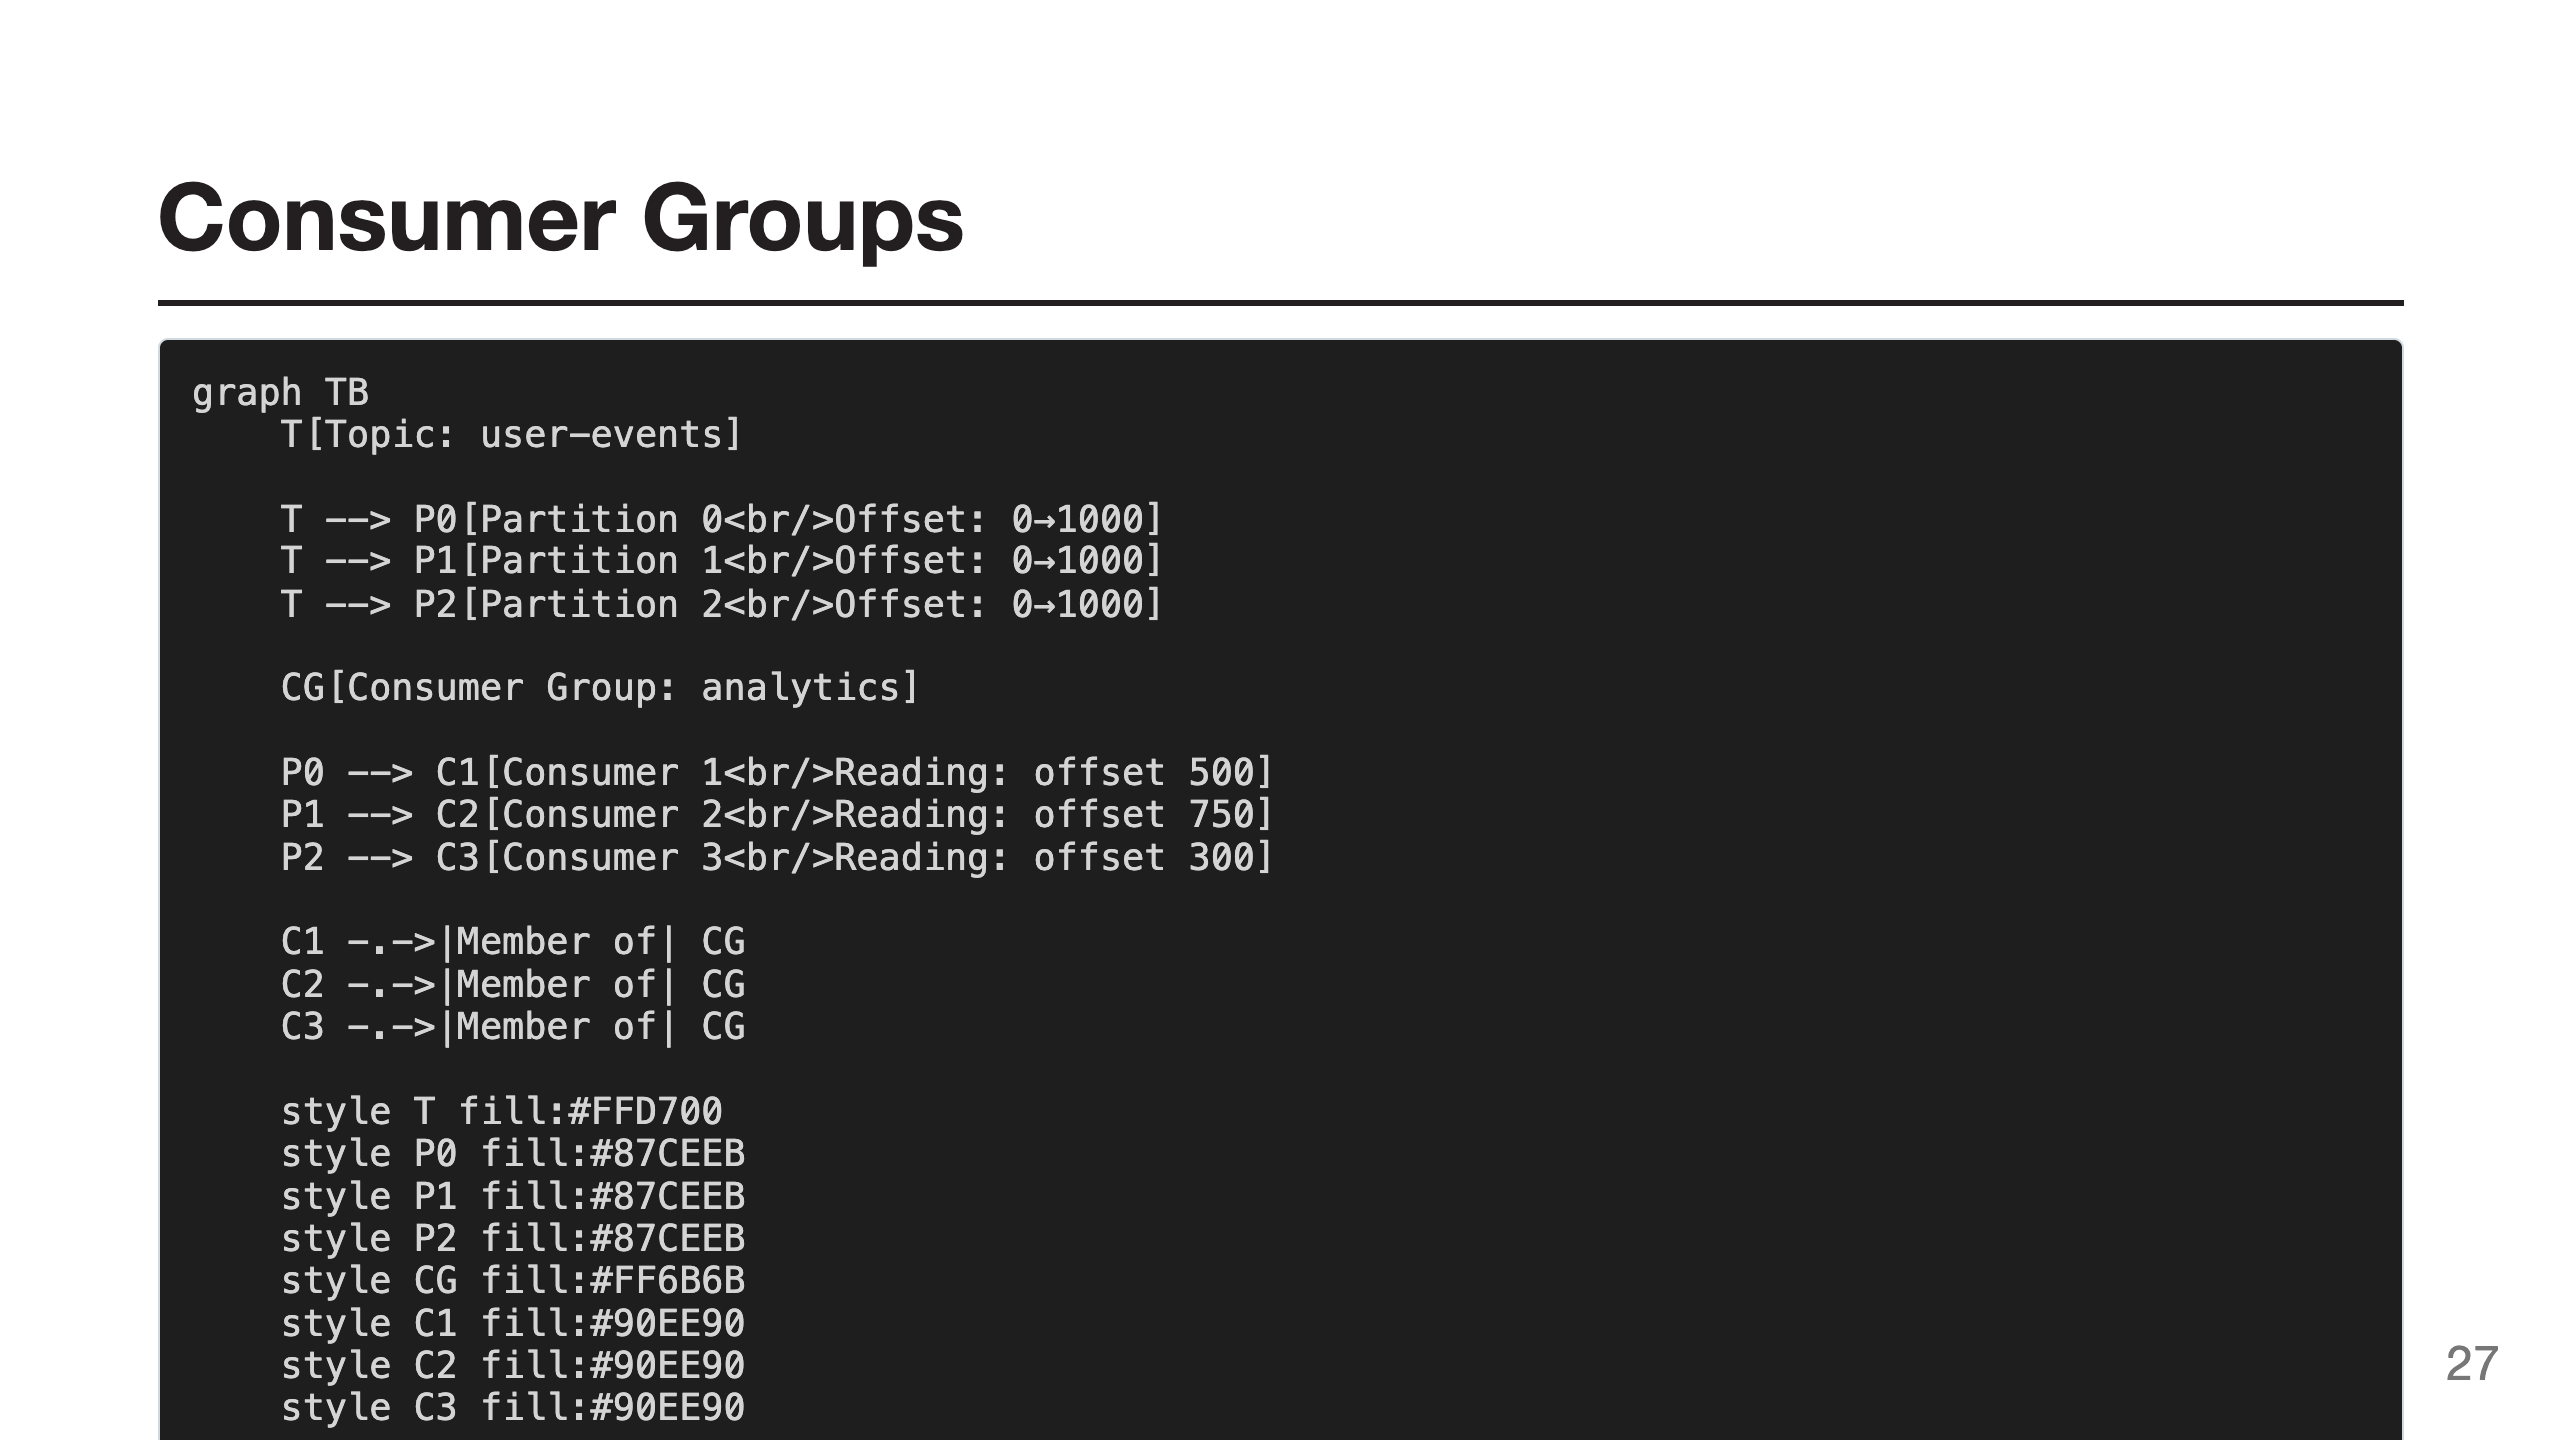 Consumer Groups
graph TB
    T[Topic: user-events]

    T --> P0[Partition 0<br/>Offset: 0→1000]
    T --> P1[Partition 1<br/>Offset: 0→1000]
    T --> P2[Partition 2<br/>Offset: 0→1000]

    CG[Consumer Group: analytics]

    P0 --> C1[Consumer 1<br/>Reading: offset 500]
    P1 --> C2[Consumer 2<br/>Reading: offset 750]
    P2 --> C3[Consumer 3<br/>Reading: offset 300]

    C1 -.->|Member of| CG
    C2 -.->|Member of| CG
    C3 -.->|Member of| CG

    style T fill:#FFD700
    style P0 fill:#87CEEB
    style P1 fill:#87CEEB
    style P2 fill:#87CEEB
    style CG fill:#FF6B6B
    style C1 fill:#90EE90
    style C2 fill:#90EE90
    style C3 fill:#90EE90
27